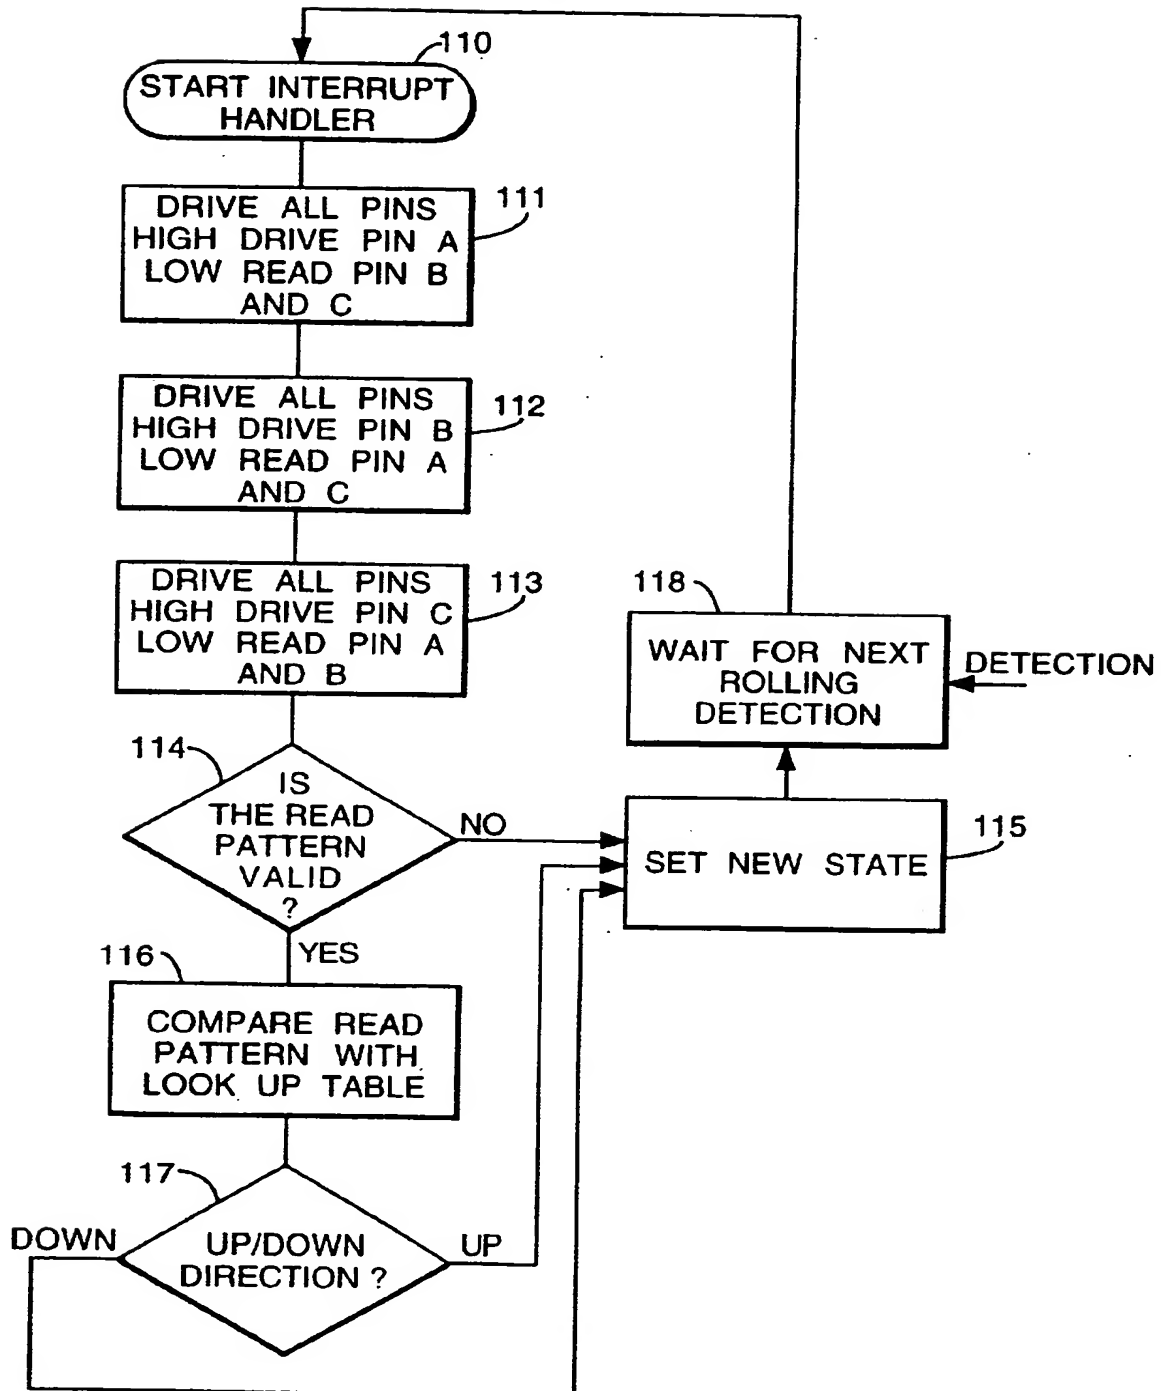 110
START INTERRUPT
HANDLER
111
DRIVE ALL PINS
HIGH DRIVE PIN A
LOW READ PIN B
AND C
112
DRIVE ALL PINS
HIGH DRIVE PIN B
LOW READ PIN A
AND C
113
DRIVE ALL PINS
HIGH DRIVE PIN C
LOW READ PIN A
AND B
114
IS
THE READ
PATTERN
VALID
?
NO
YES
116
COMPARE READ
PATTERN WITH
LOOK UP TABLE
117
UP/DOWN
DIRECTION ?
DOWN
UP
118
WAIT FOR NEXT
ROLLING
DETECTION
DETECTION
115
SET NEW STATE